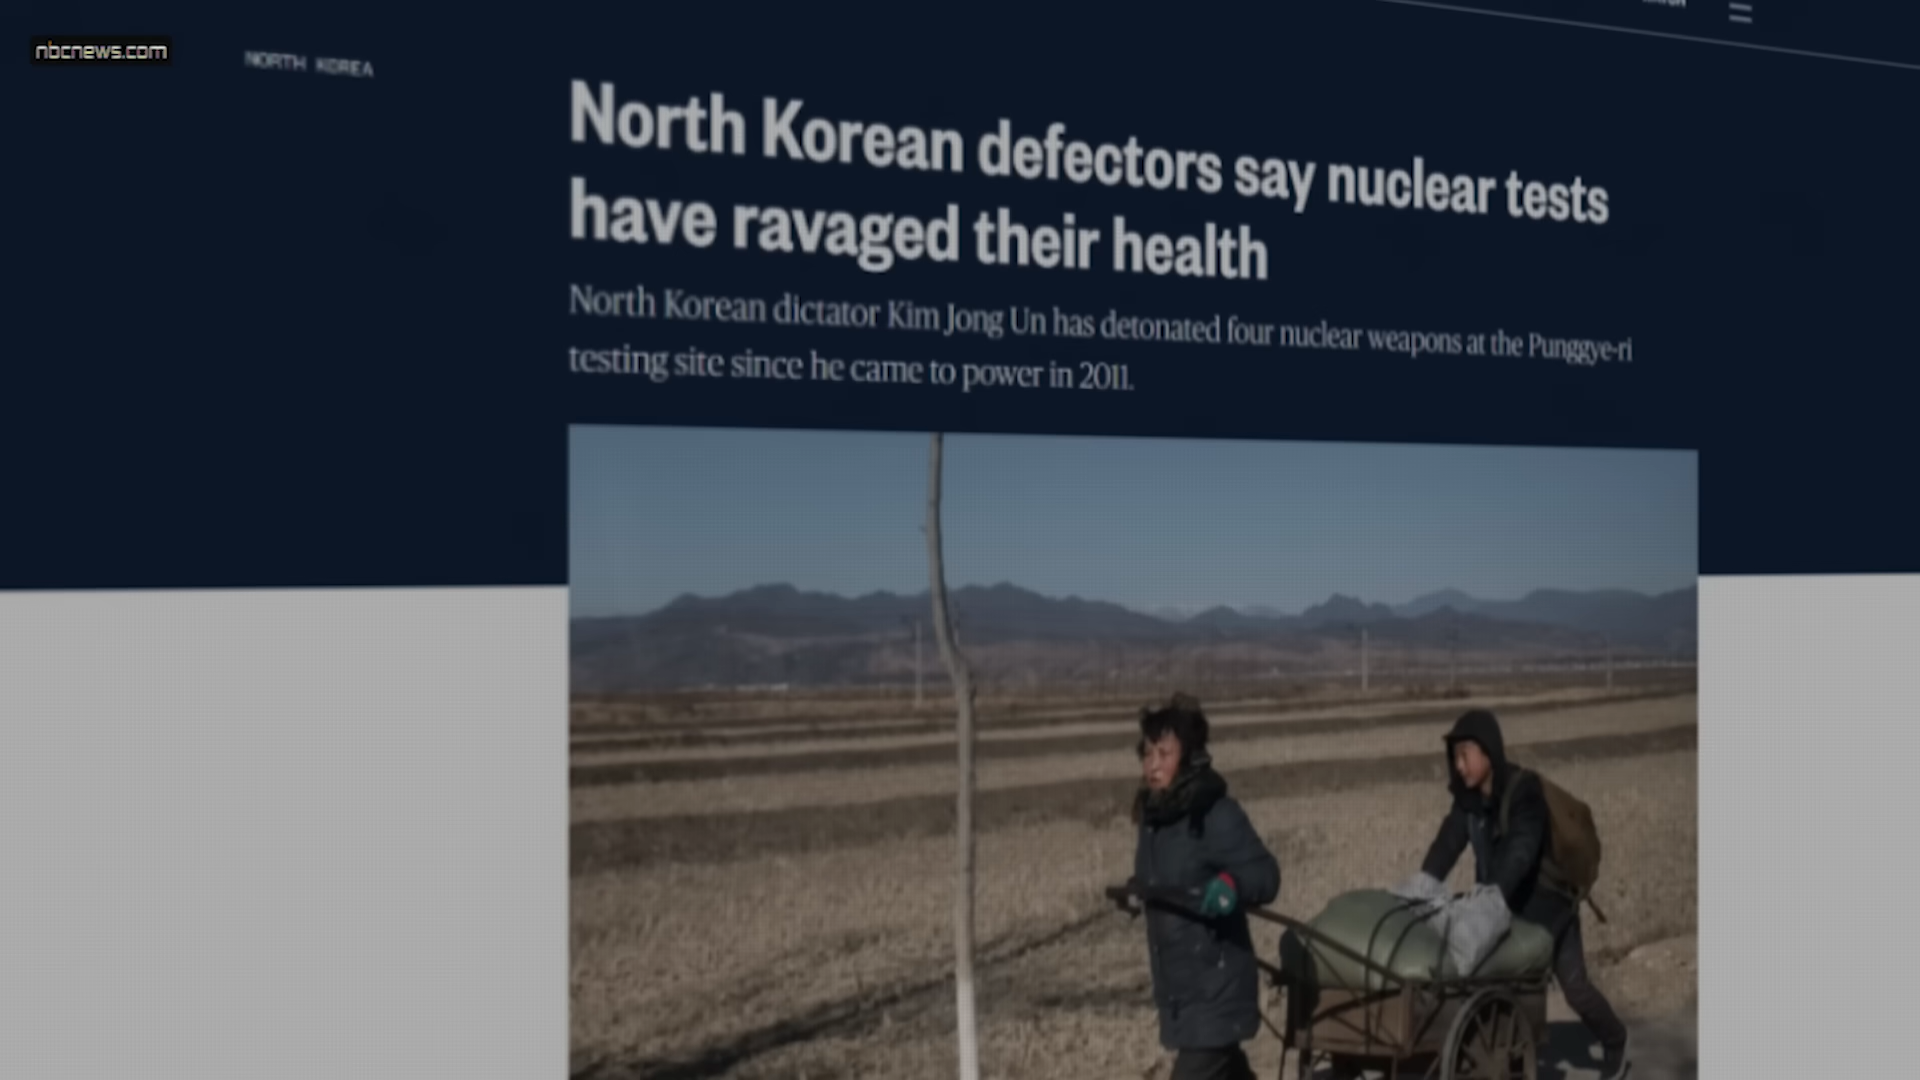 nbcnews.com
NORTH KOREA
North Korean defectors say nuclear tests
have ravaged their health
North Korean dictator Kim Jong Un has detonated four nuclear weapons at the Punggye-ri
testing site since he came to power in 2011.